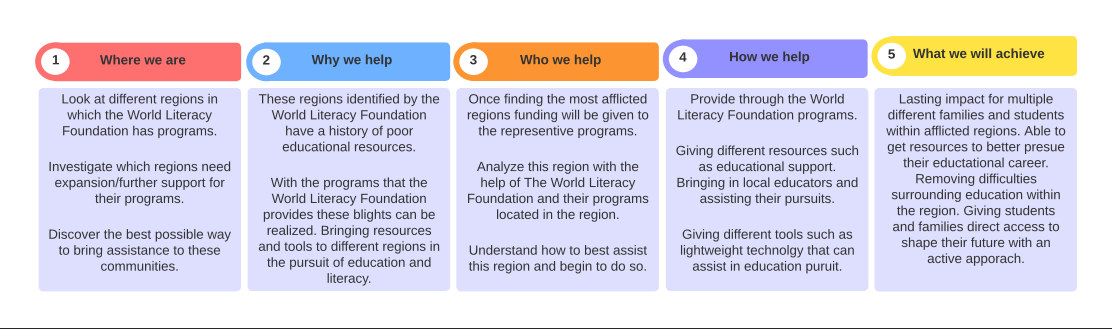 1 Where we are
Look at different regions in
which the World Literacy
Foundation has programs.
Investigate which regions need
expansion/further support for
their programs.
Discover the best possible way
to bring assistance to these
communities.
2 Why we help
These regions identified by the
World Literacy Foundation
have a history of poor
educational resources.
With the programs that the
World Literacy Foundation
provides these blights can be
realized. Bringing resources
and tools to different regions in
the pursuit of education and
literacy.
3 Who we help
Once finding the most afflicted
regions funding will be given to
the representive programs.
Analyze this region with the
help of The World Literacy
Foundation and their programs
located in the region.
Understand how to best assist
this region and begin to do so.
4 How we help
Provide through the World
Literacy Foundation programs.
Giving different resources such
as educational support.
Bringing in local educators and
assisting their pursuits.
Giving different tools such as
lightweight technolgy that can
assist in education puruit.
5 What we will achieve
Lasting impact for multiple
different families and students
within afflicted regions. Able to
get resources to better presue
their eductational career.
Removing difficulties
surrounding education within
the region. Giving students
and families direct access to
shape their future with an
active apporach.